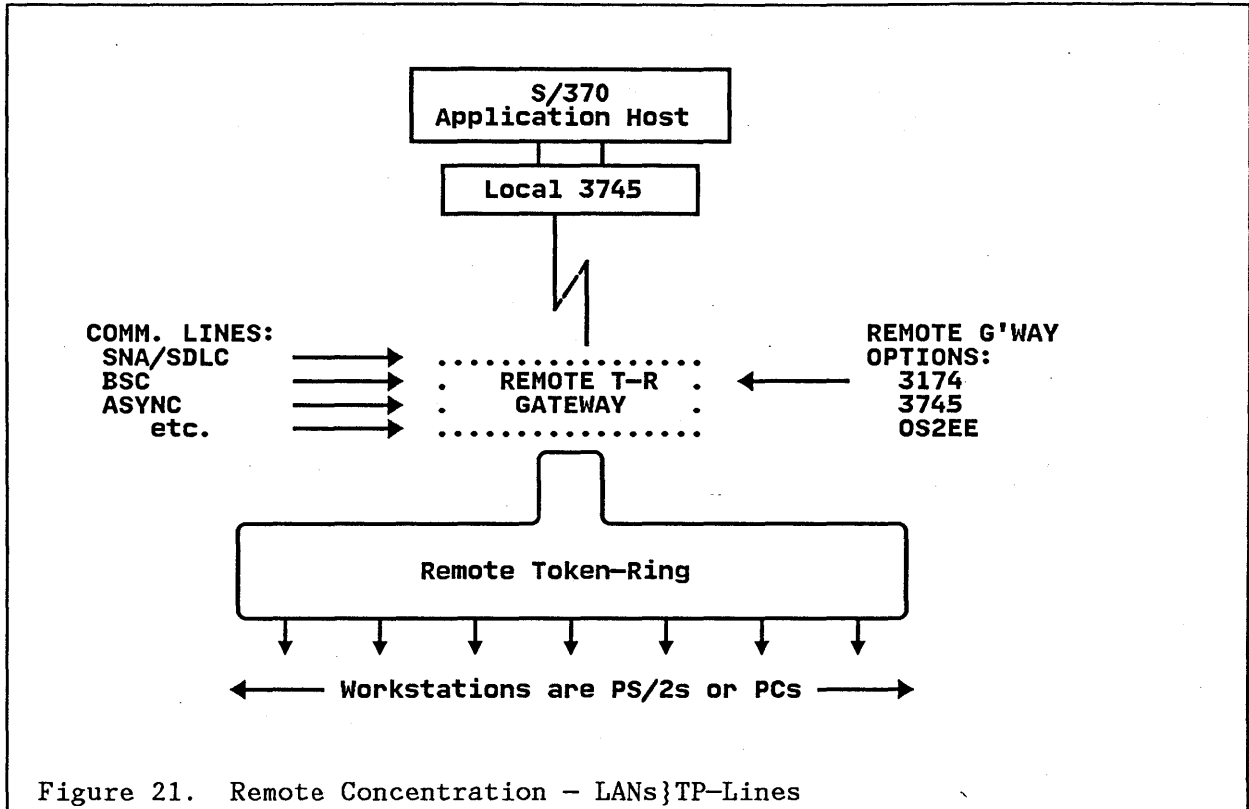 S/370
Application Host
Local 3745
COMM. LINES:
SNA/SDLC
BSC
ASYNC
etc.
REMOTE T-R
GATEWAY
REMOTE G'WAY
OPTIONS:
3174
3745
OS2EE
Remote Token-Ring
Workstations are PS/2s or PCs
Figure 21. Remote Concentration - LANs}TP-Lines